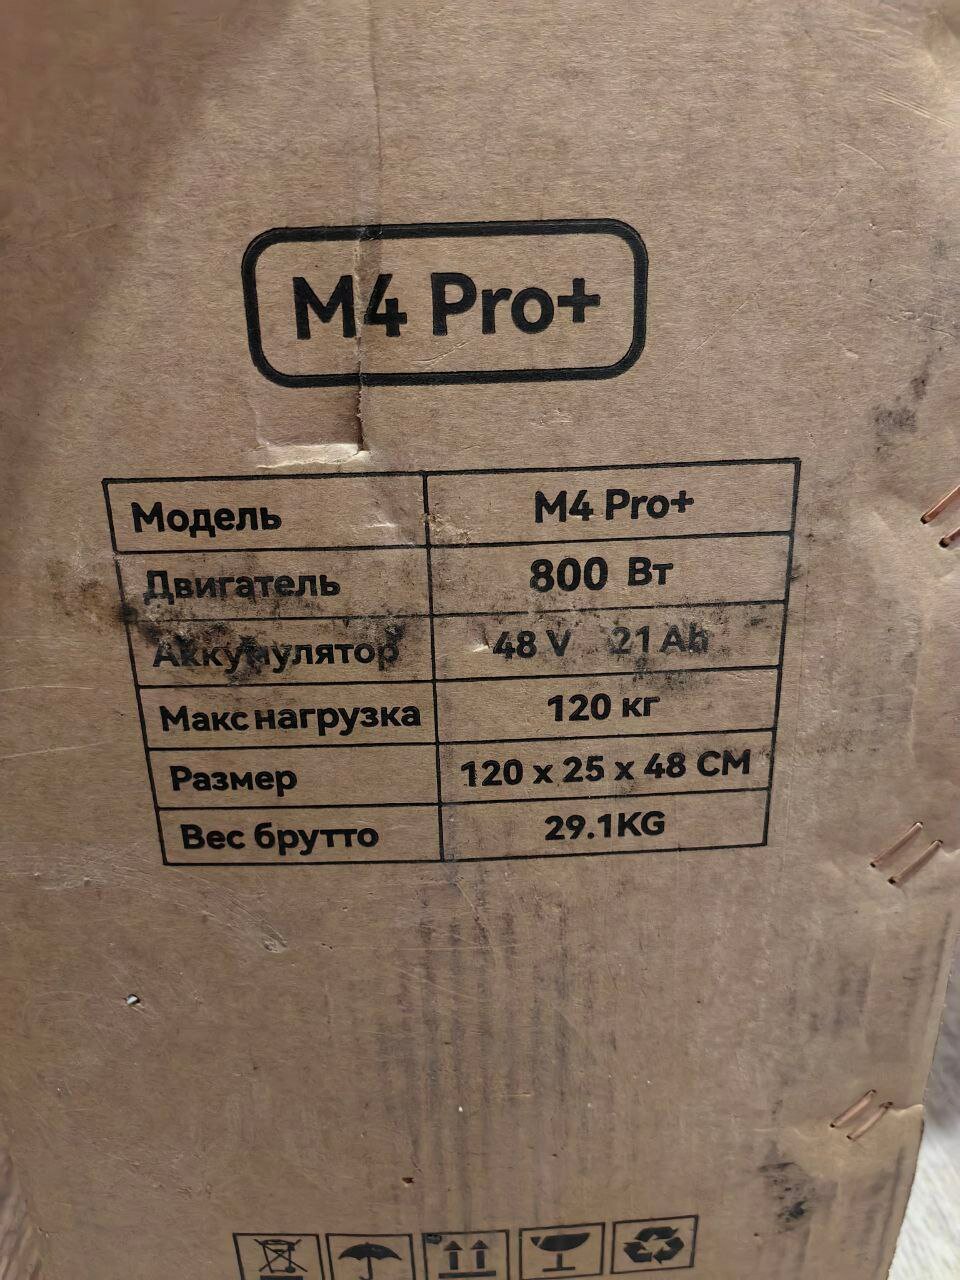 M4 Pro+
Модель M4 Pro+
Двигатель 800 Вт
Аккумулятор 48 V 21 Ah
Макс нагрузка 120 кг
Размер 120 x 25 x 48 СМ
Вес брутто 29.1KG